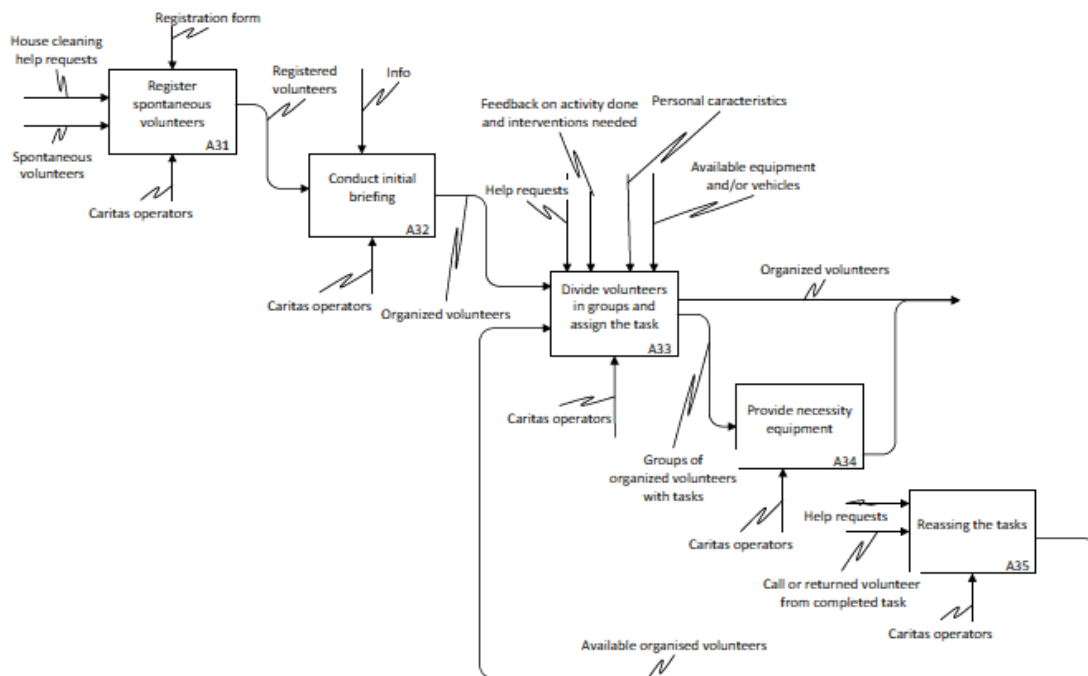 Registration form
House cleaning
help requests
Register
spontaneous
volunteers
A31
Spontaneous
volunteers
Caritas operators
Registered
volunteers
Info
Conduct initial
briefing
A32
Caritas operators
Organized volunteers
Feedback on activity done
and interventions needed
Personal caracteristics
Help requests
Available equipment
and/or vehicles
Divide volunteers
in groups and
assign the task
A33
Organized volunteers
Caritas operators
Groups of
organized volunteers
with tasks
Provide necessity
equipment
A34
Caritas operators
Help requests
Reassing the tasks
A35
Call or returned volunteer
from completed task
Caritas operators
Available organised volunteers